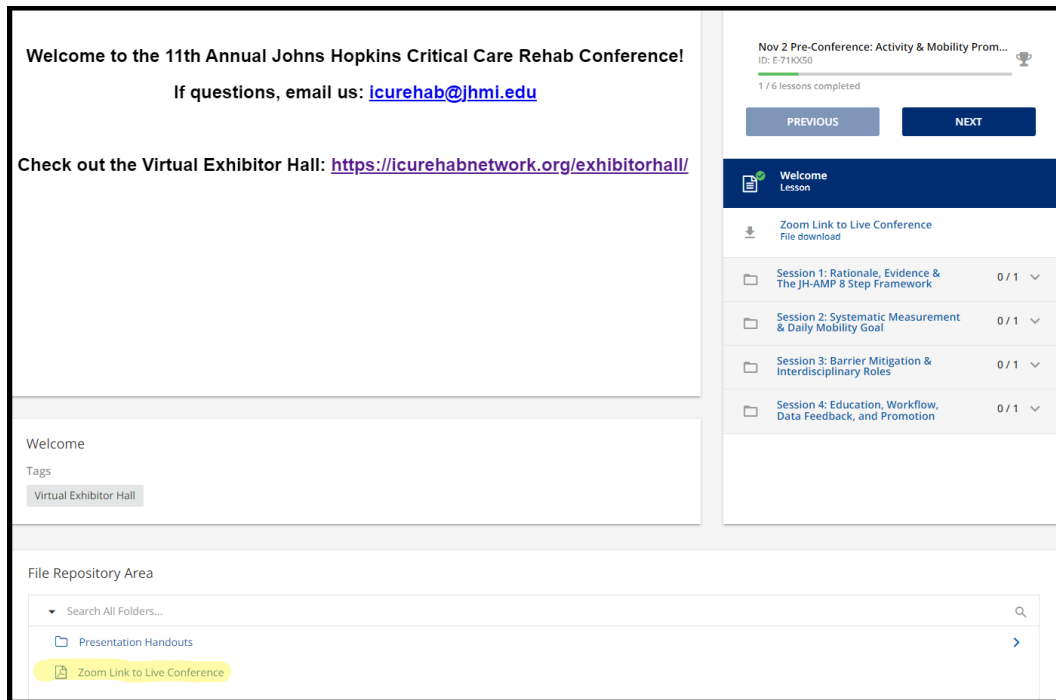 Welcome to the 11th Annual Johns Hopkins Critical Care Rehab Conference!
If questions, email us: icurehab@jhmi.edu
Check out the Virtual Exhibitor Hall: https://icurehabnetwork.org/exhibitorhall/
Welcome
Tags
Virtual Exhibitor Hall
Nov 2 Pre-Conference: Activity & Mobility Prom...
ID: E-71KX50
1 / 6 lessons completed
PREVIOUS
NEXT
Welcome
Lesson
Zoom Link to Live Conference
File download
Session 1: Rationale, Evidence &
The JH-AMP 8 Step Framework
0 / 1
Session 2: Systematic Measurement
& Daily Mobility Goal
0 / 1
Session 3: Barrier Mitigation &
Interdisciplinary Roles
0 / 1
Session 4: Education, Workflow,
Data Feedback, and Promotion
0 / 1
File Repository Area
Search All Folders...
Presentation Handouts
Zoom Link to Live Conference